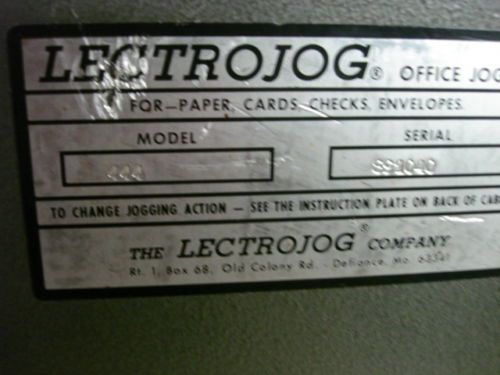 LECTROJOG® OFFICE JOG
FOR—PAPER, CARDS, CHECKS, ENVELOPES.
MODEL SERIAL
444
TO CHANGE JOGGING ACTION — SEE THE INSTRUCTION PLATE ON BACK OF CAB
THE LECTROJOG® COMPANY
Rt. 1, Box 68, Old Colony Rd. - Defiance, Mo. 63341